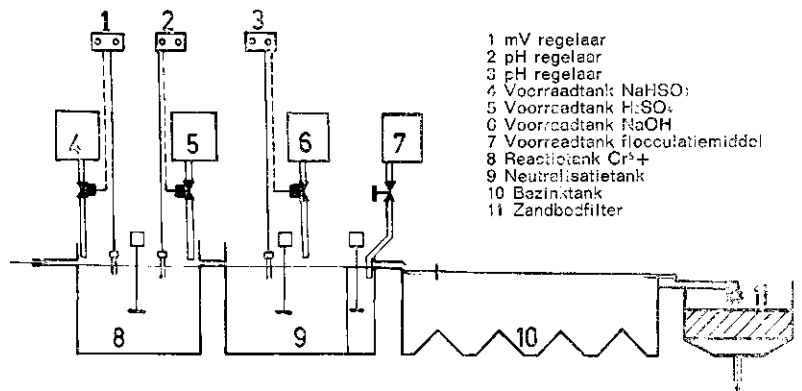 1 2 3
1 mV regelaar
2 pH regelaar
3 pH regelaar
4 Voorraadtank NaHSO₃
5 Voorraadtank H₂SO₄
6 Voorraadtank NaOH
7 Voorraadtank flocculatiemiddel
8 Reactietank Cr⁶+
9 Neutralisatietank
10 Bezinktank
11 Zandbedfilter
4 5 6 7
8 9 10 11